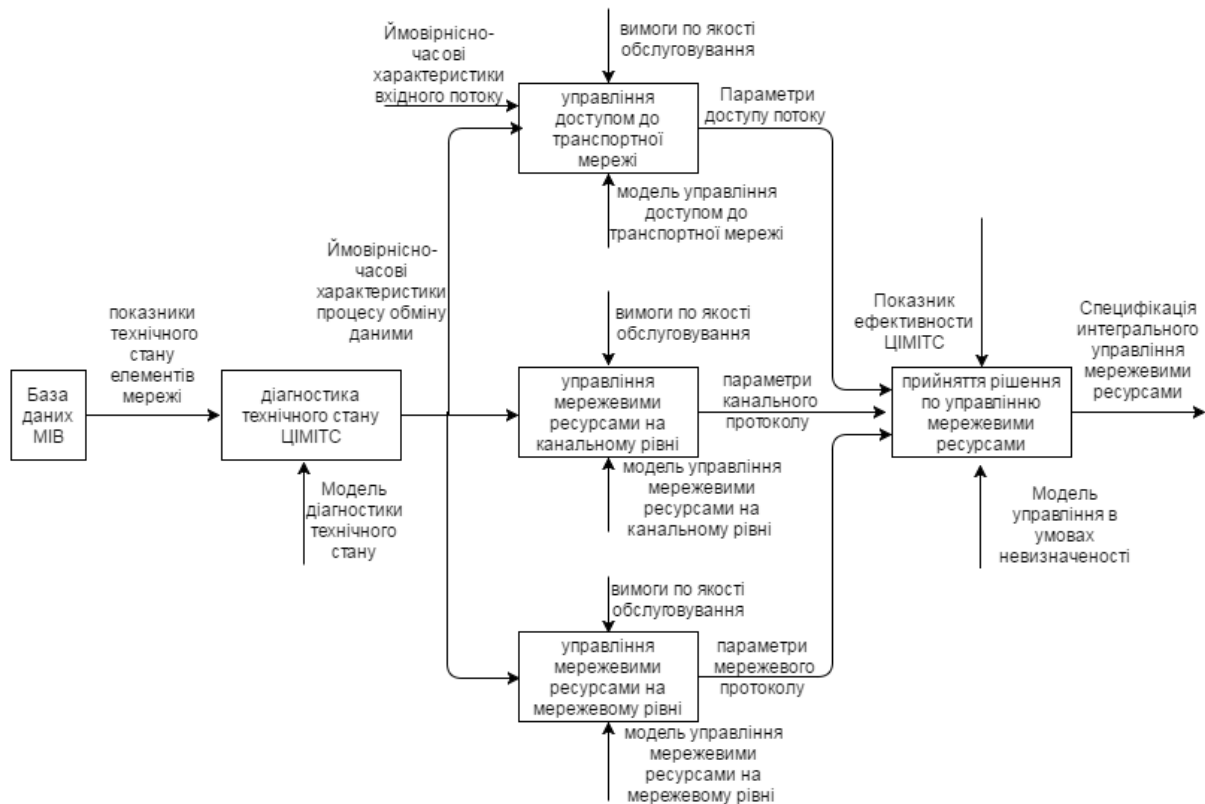 Ймовірнісно-
часові
характеристики
вхідного потоку
вимоги по якості
обслуговування
управління
доступом до
транспортної
мережі
Параметри
доступу потоку
модель управління
доступом до
транспортної мережі
Ймовірнісно-
часові
характеристики
процесу обміну
даними
показники
технічного
стану
елементів
мережі
База
даних
МІВ
діагностика
технічного стану
ЦІМІТС
Модель
діагностики
технічного
стану
вимоги по якості
обслуговування
управління
мережевими
ресурсами на
канальному рівні
параметри
канального
протоколу
модель управління
мережевими
ресурсами на
канальному рівні
вимоги по якості
обслуговування
управління
мережевими
ресурсами на
мережевому рівні
параметри
мережевого
протоколу
модель управління
мережевими
ресурсами на
мережевому рівні
Показник
ефективности
ЦІМІТС
прийняття рішення
по управлінню
мережевими
ресурсами
Модель
управління в
умовах
невизначеності
Специфікація
интегрального
управління
мережевими
ресурсами